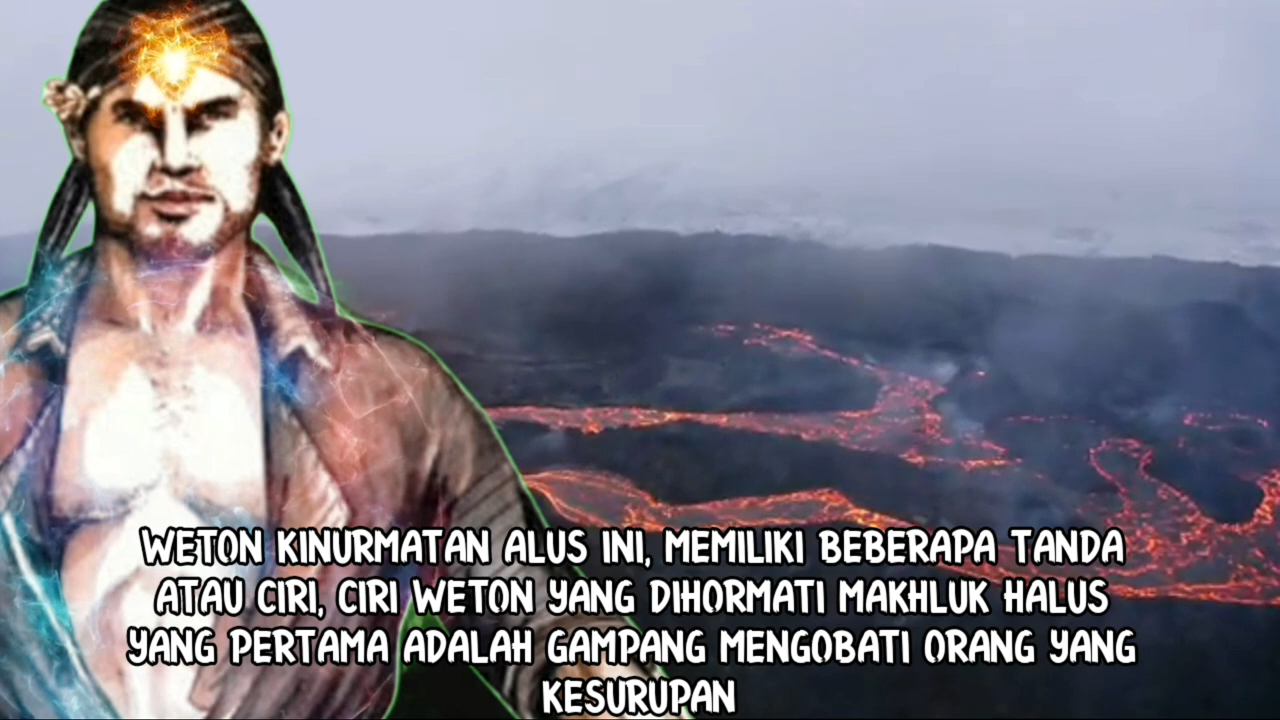 WETON KINURMATAN ALUS INI, MEMILIKI BEBERAPA TANDA
ATAU CIRI, CIRI WETON YANG DIHORMATI MAKHLUK HALUS
YANG PERTAMA ADALAH GAMPANG MENGOBATI ORANG YANG
KESURUPAN